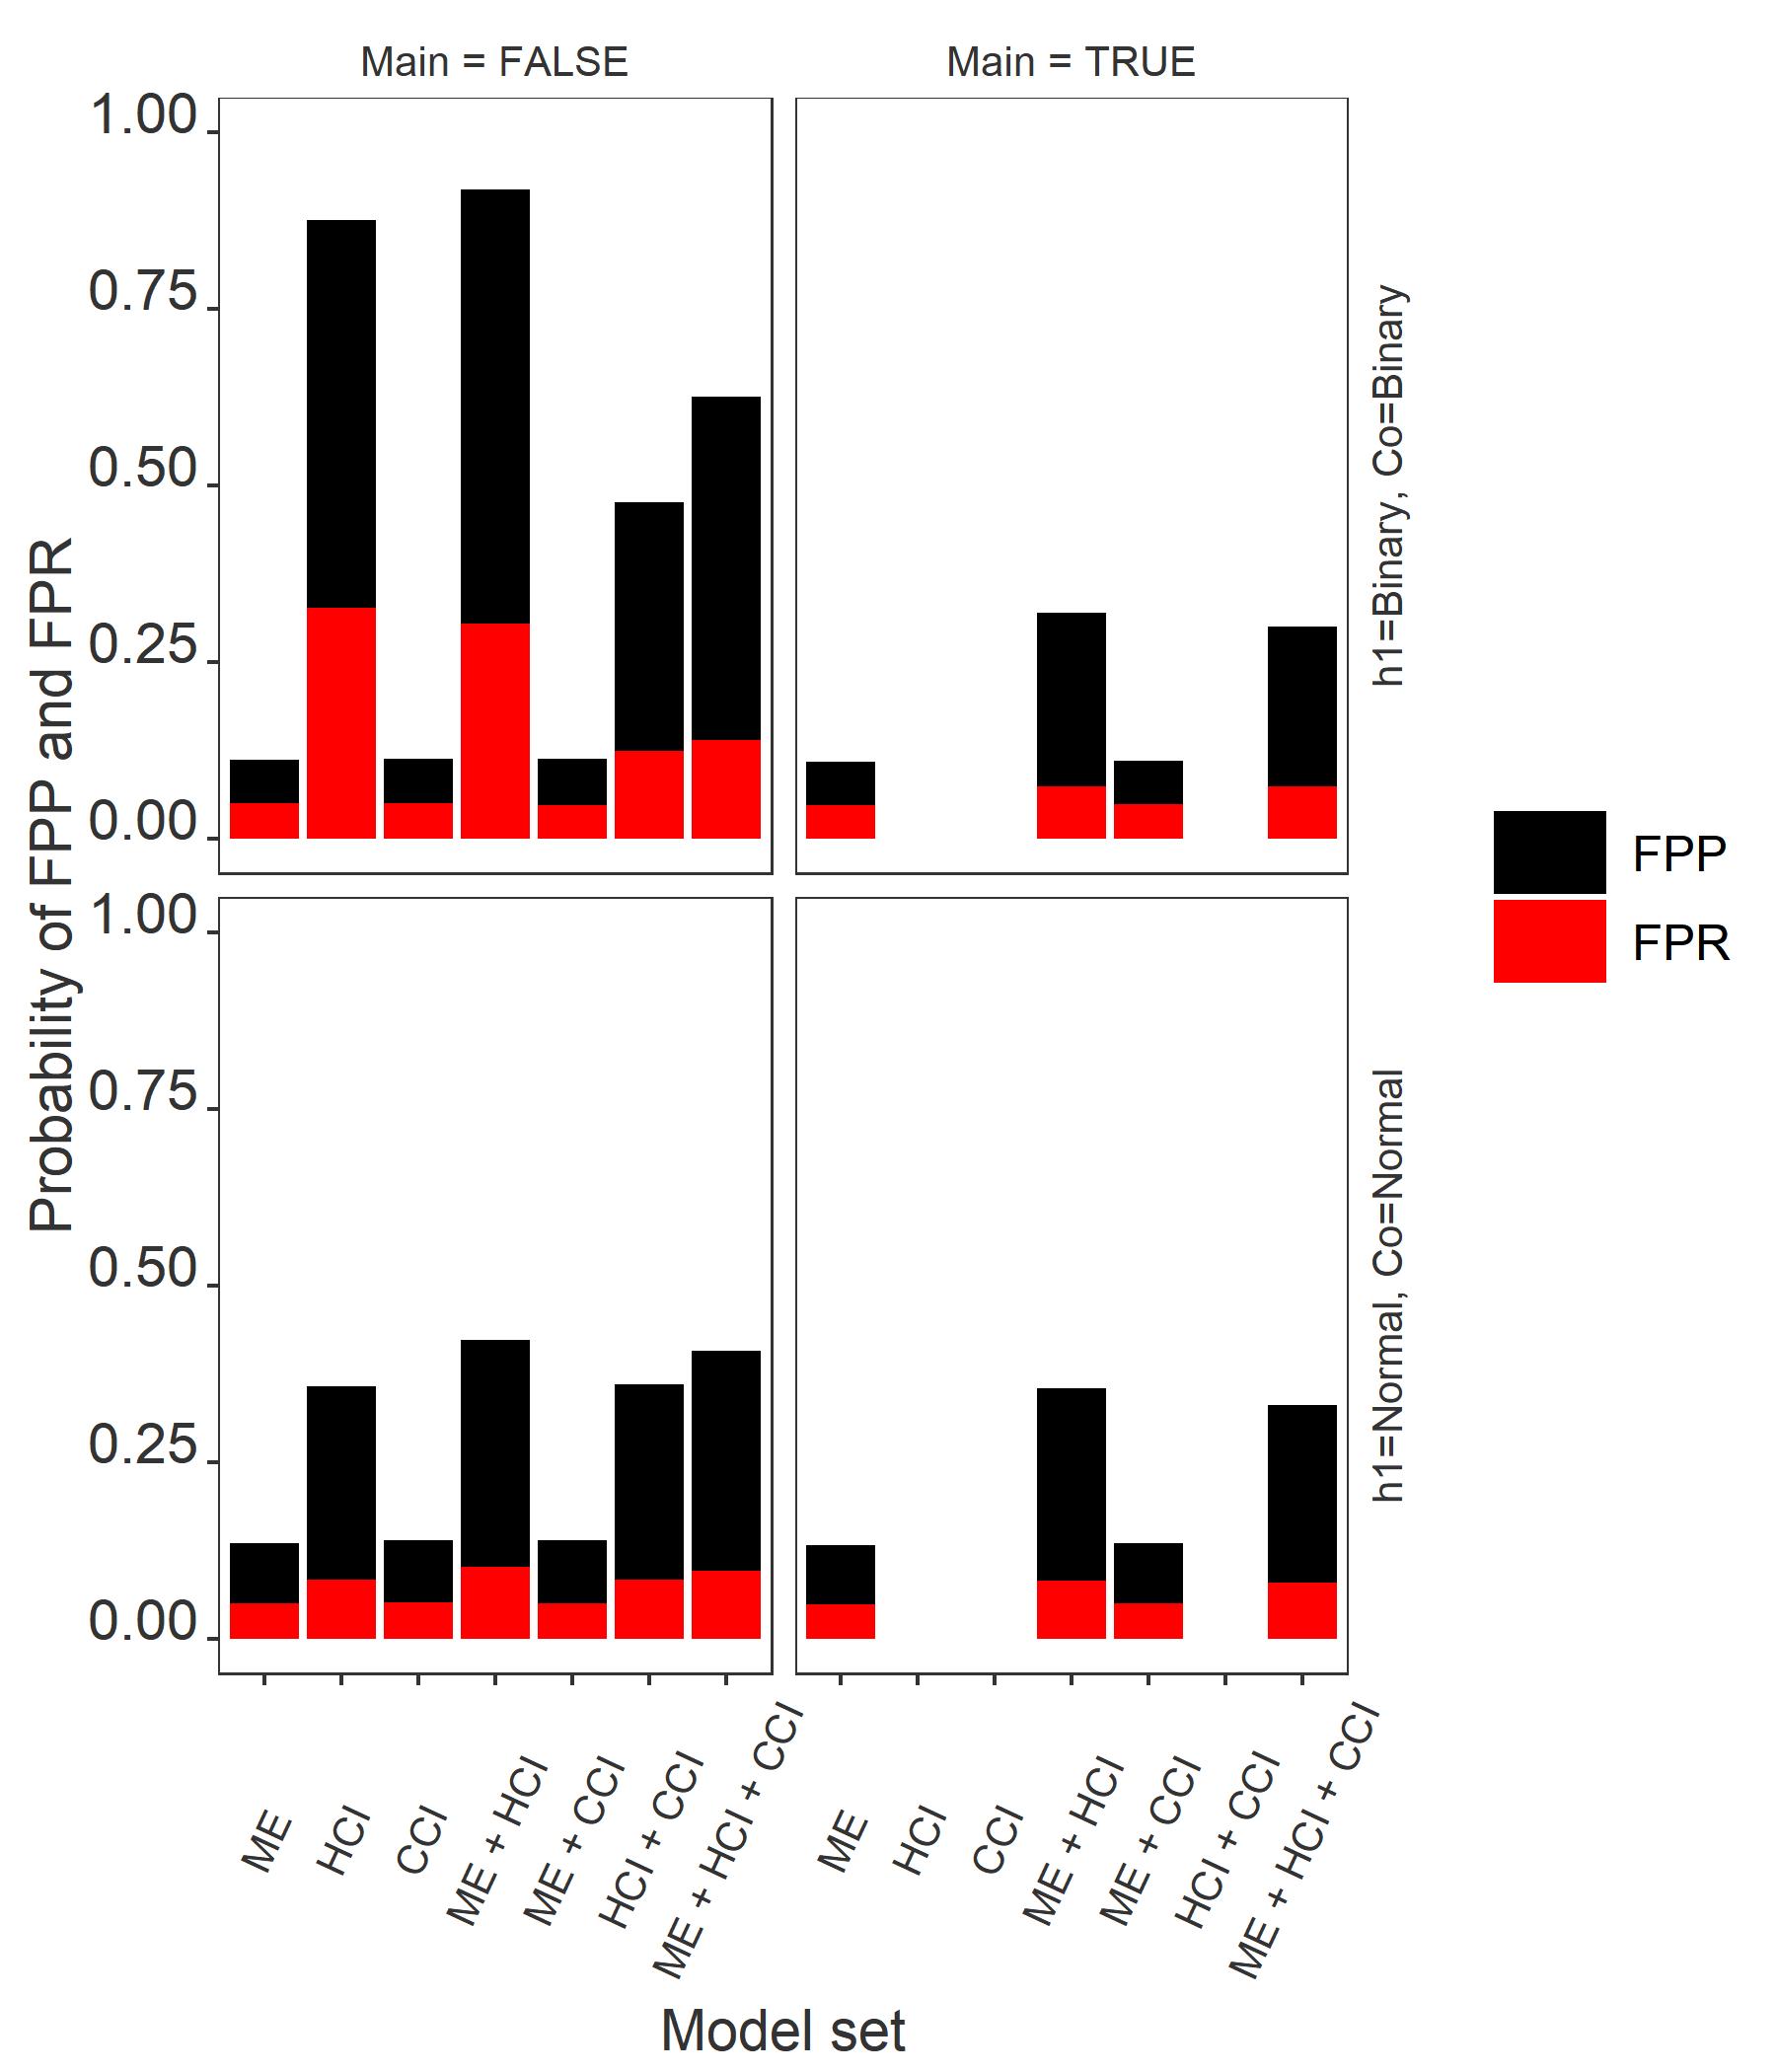 Main = FALSE
Main = TRUE
Probability of FPP and FPR
1.00
0.75
0.50
0.25
0.00
h1=Binary, Co=Binary
1.00
0.75
0.50
0.25
0.00
h1=Normal, Co=Normal
FPP
FPR
ME
HCI
CCI
ME + HCI
ME + CCI
HCI + CCI
ME + HCI + CCI
ME
HCI
CCI
ME + HCI
ME + CCI
HCI + CCI
ME + HCI + CCI
Model set